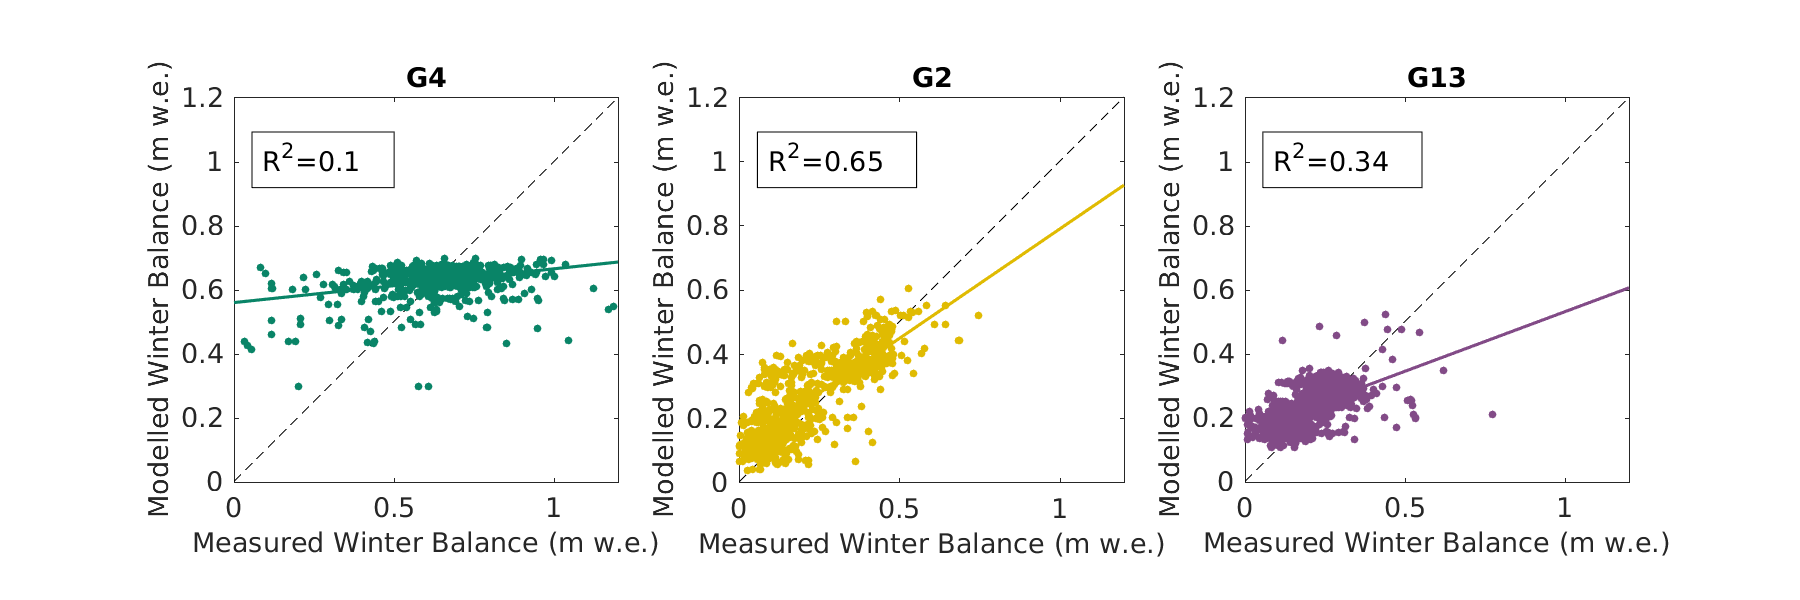 G4
R²=0.1
Modelled Winter Balance (m w.e.)
1.2
1
0.8
0.6
0.4
0.2
0
0 0.5 1
Measured Winter Balance (m w.e.)
G2
R²=0.65
Modelled Winter Balance (m w.e.)
1.2
1
0.8
0.6
0.4
0.2
0
0 0.5 1
Measured Winter Balance (m w.e.)
G13
R²=0.34
Modelled Winter Balance (m w.e.)
1.2
1
0.8
0.6
0.4
0.2
0
0 0.5 1
Measured Winter Balance (m w.e.)